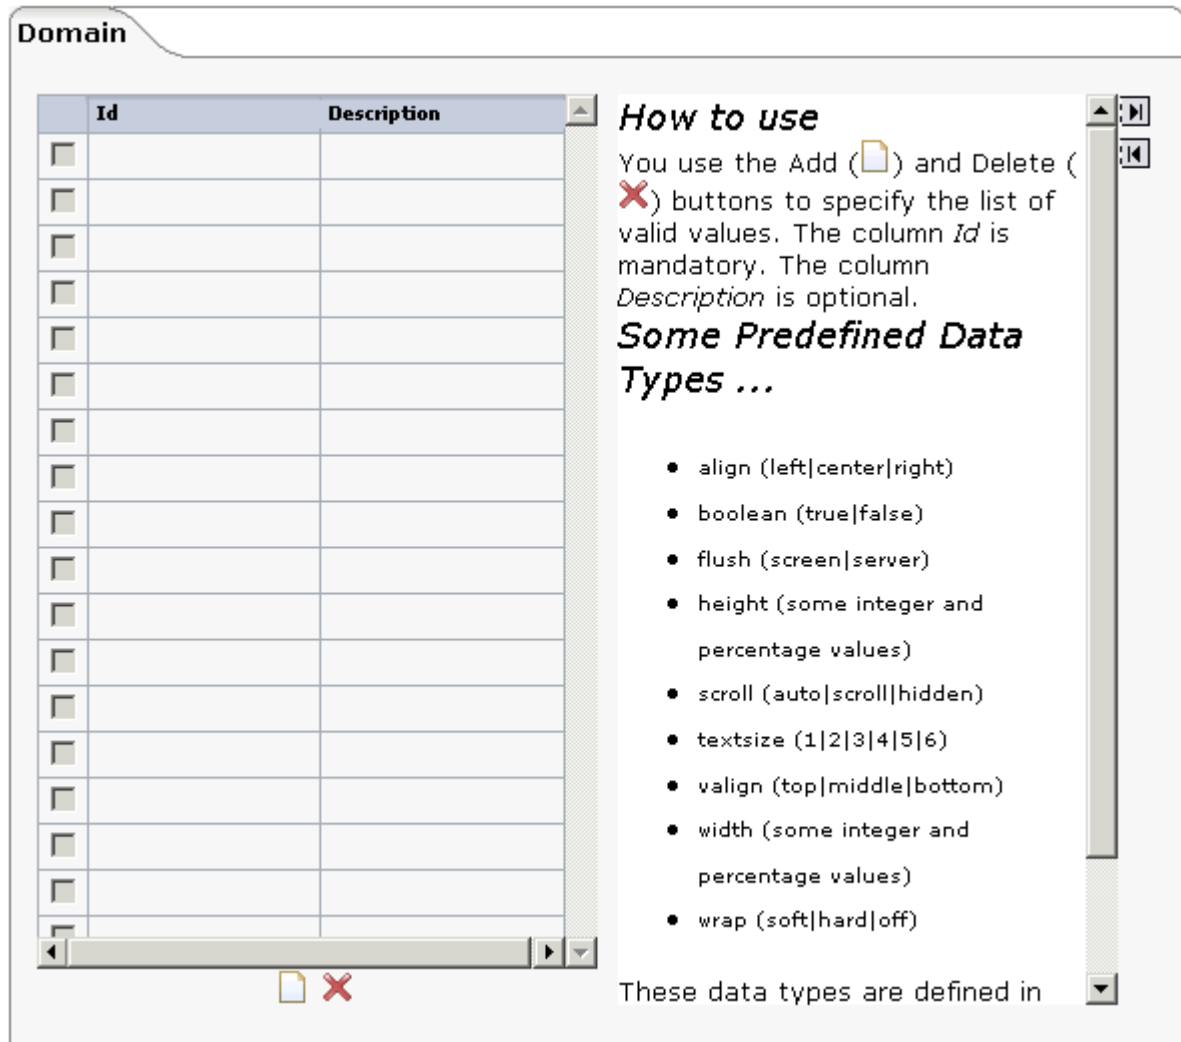 Domain
Id Description
How to use
You use the Add ( ) and Delete (
) buttons to specify the list of
valid values. The column Id is
mandatory. The column
Description is optional.
Some Predefined Data
Types ...
• align (left|center|right)
• boolean (true|false)
• flush (screen|server)
• height (some integer and
percentage values)
• scroll (auto|scroll|hidden)
• textsize (1|2|3|4|5|6)
• valign (top|middle|bottom)
• width (some integer and
percentage values)
• wrap (soft|hard|off)
These data types are defined in